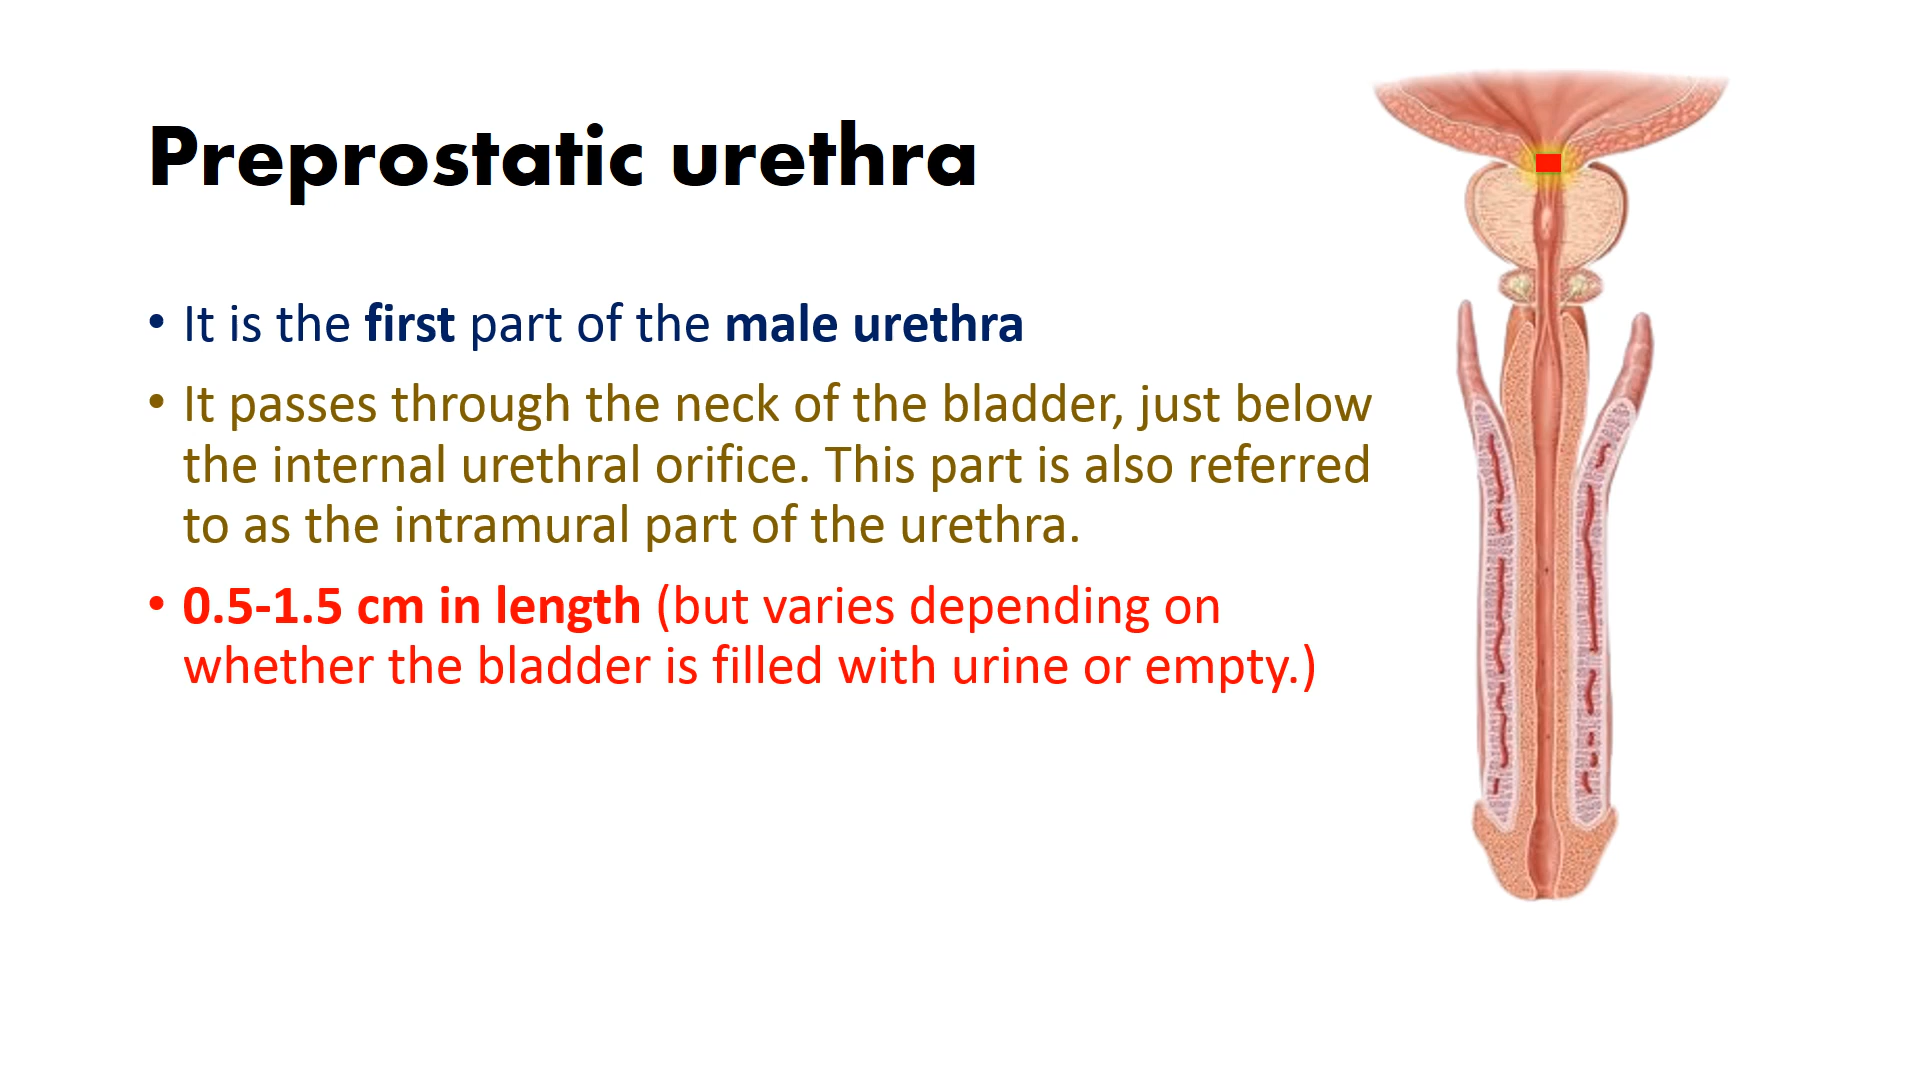 Preprostatic urethra
• It is the first part of the male urethra
• It passes through the neck of the bladder, just below
the internal urethral orifice. This part is also referred
to as the intramural part of the urethra.
• 0.5-1.5 cm in length (but varies depending on
whether the bladder is filled with urine or empty.)